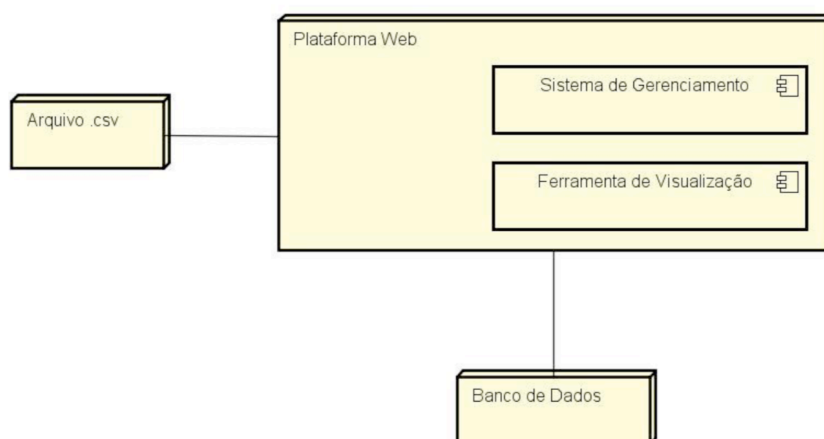 Plataforma Web
Sistema de Gerenciamento
Arquivo .csv
Ferramenta de Visualização
Banco de Dados